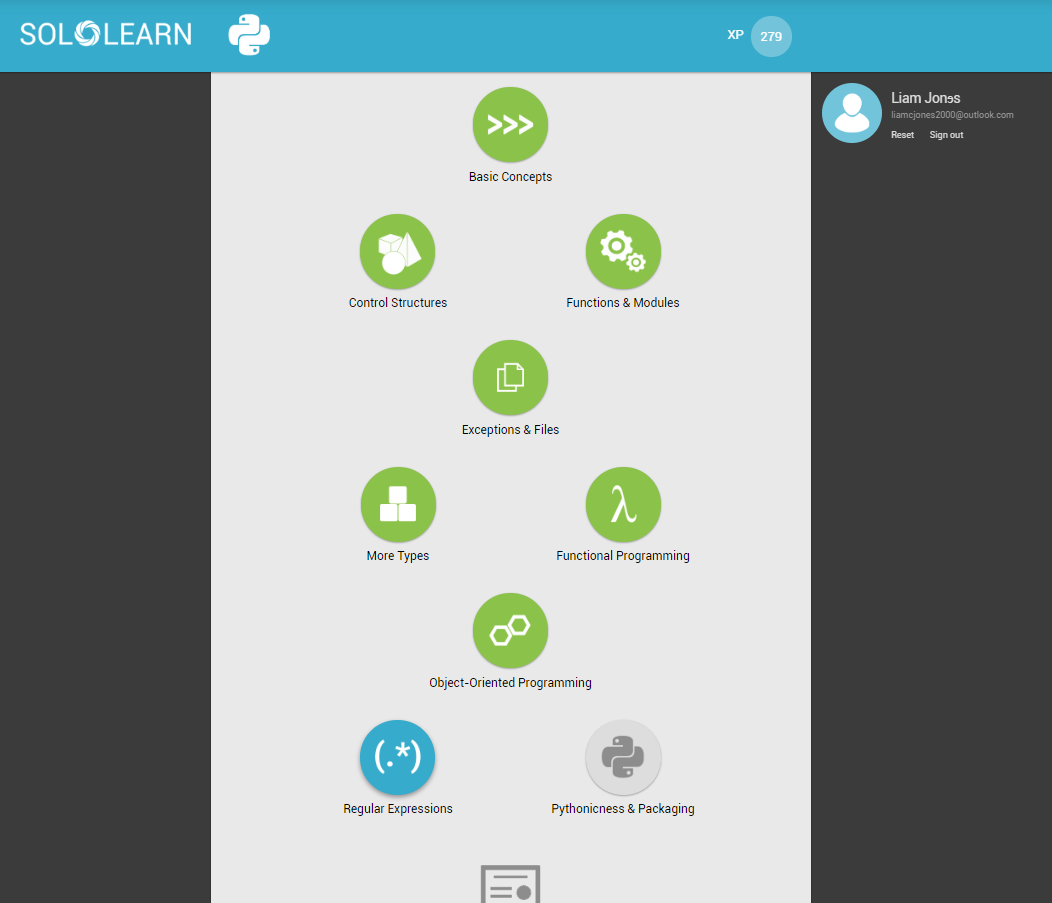 SOLOLEARN
XP 279
Liam Jones
liamcjones2000@outlook.com
Reset Sign out
>>>
Basic Concepts
Control Structures Functions & Modules
Exceptions & Files
λ
More Types Functional Programming
Object-Oriented Programming
(.*)
Regular Expressions Pythonicness & Packaging